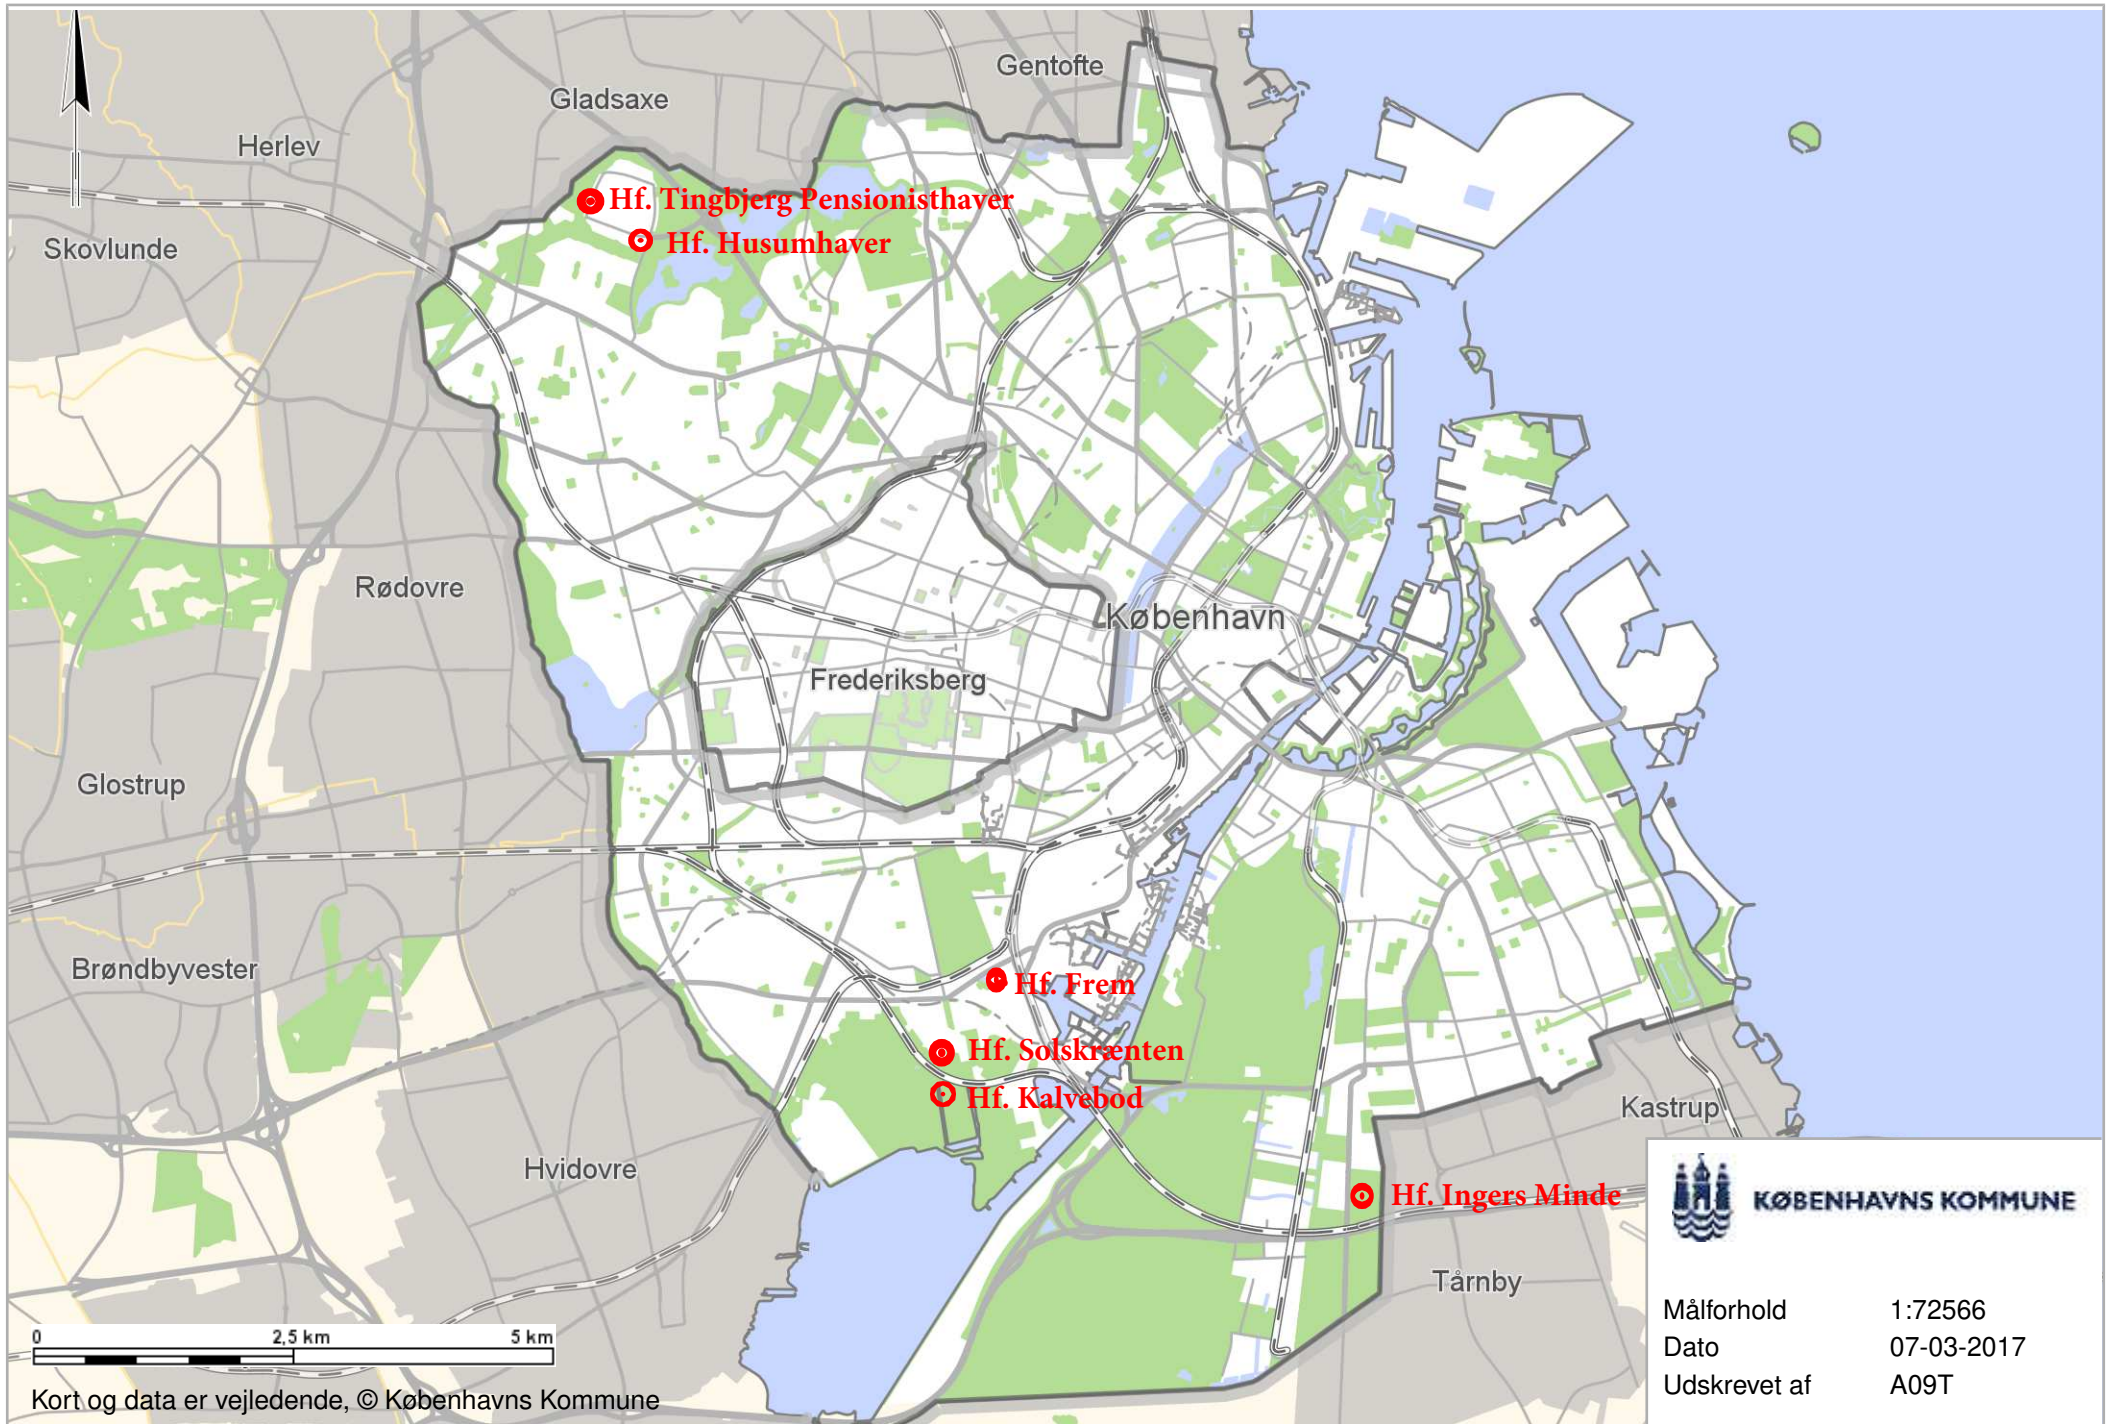 Gentofte
Gladsaxe
Herlev
Hf. Tingbjerg Pensionisthaver
Hf. Husumhaver
Skovlunde
Rødovre
København
Frederiksberg
Glostrup
Brøndbyvester
Hf. Frem
Hf. Solskrænten
Hf. Kalvebod
Kastrup
Hvidovre
Hf. Ingers Minde
KØBENHAVNS KOMMUNE
Tårnby
Målforhold 1:72566
Dato 07-03-2017
Udskrevet af A09T
0 2,5 km 5 km
Kort og data er vejledende, © Københavns Kommune